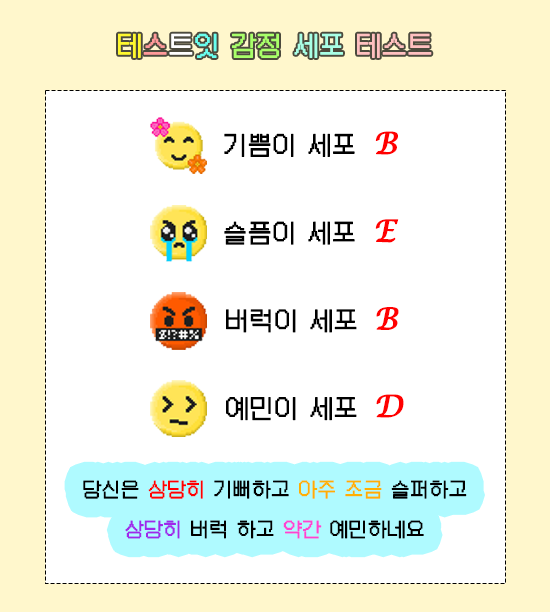 테스트잇 감정 세포 테스트
기쁨이 세포 B
슬픔이 세포 E
버럭이 세포 B
$!?#%
예민이 세포 D
당신은 상당히 기뻐하고 아주 조금 슬퍼하고
상당히 버럭 하고 약간 예민하네요